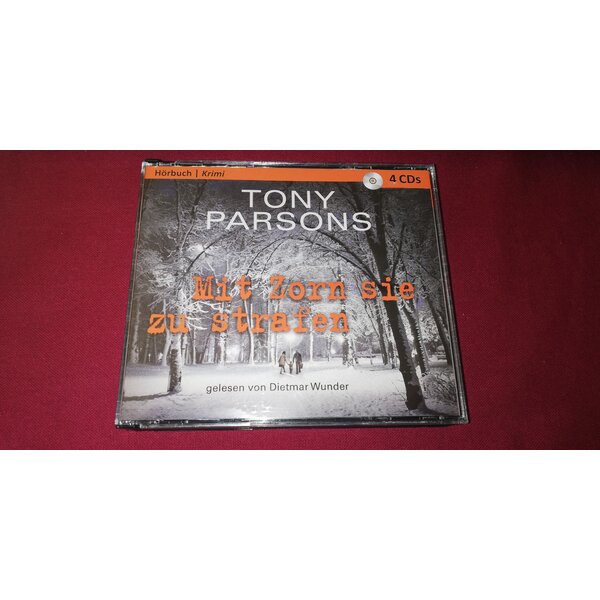 Hörbuch | Krimi
4 CDs
TONY
PARSONS
Mit Zorn sie
zu strafen
gelesen von Dietmar Wunder